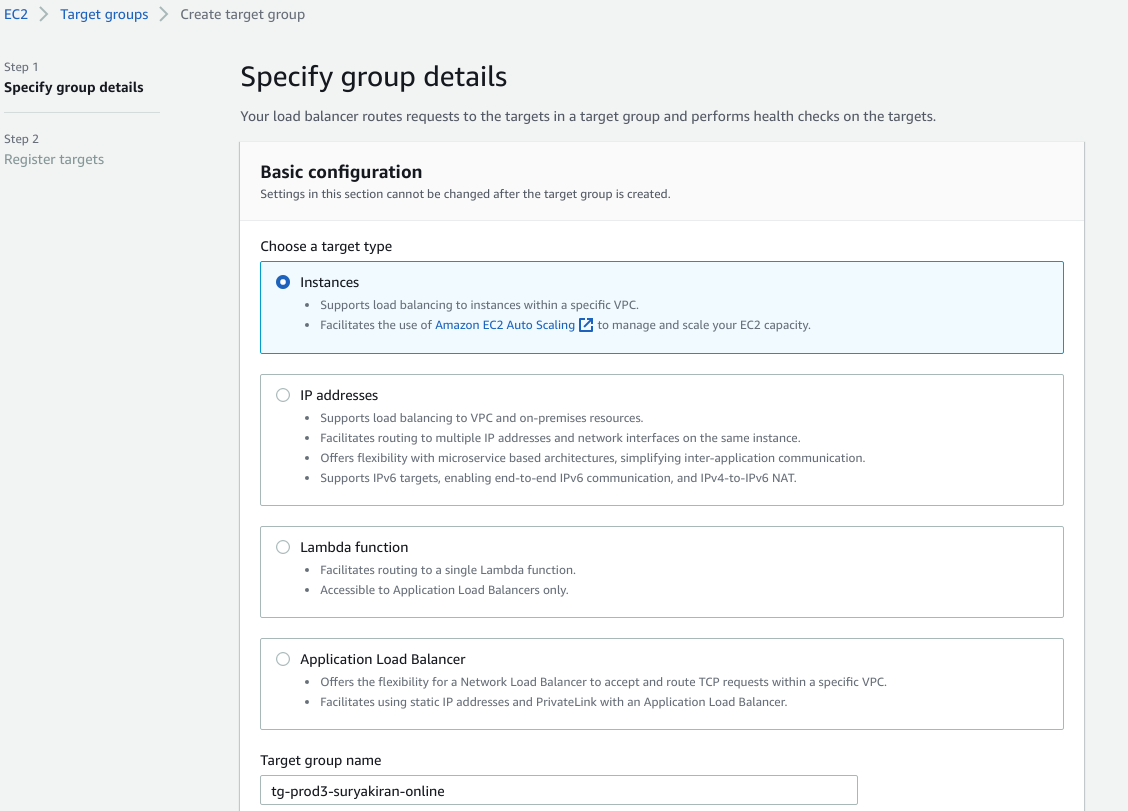 EC2 > Target groups > Create target group
Step 1
Specify group details
Step 2
Register targets
Specify group details
Your load balancer routes requests to the targets in a target group and performs health checks on the targets.
Basic configuration
Settings in this section cannot be changed after the target group is created.
Choose a target type
Instances
• Supports load balancing to instances within a specific VPC.
• Facilitates the use of Amazon EC2 Auto Scaling to manage and scale your EC2 capacity.
IP addresses
• Supports load balancing to VPC and on-premises resources.
• Facilitates routing to multiple IP addresses and network interfaces on the same instance.
• Offers flexibility with microservice based architectures, simplifying inter-application communication.
• Supports IPv6 targets, enabling end-to-end IPv6 communication, and IPv4-to-IPv6 NAT.
Lambda function
• Facilitates routing to a single Lambda function.
• Accessible to Application Load Balancers only.
Application Load Balancer
• Offers the flexibility for a Network Load Balancer to accept and route TCP requests within a specific VPC.
• Facilitates using static IP addresses and PrivateLink with an Application Load Balancer.
Target group name
tg-prod3-suryakiran-online